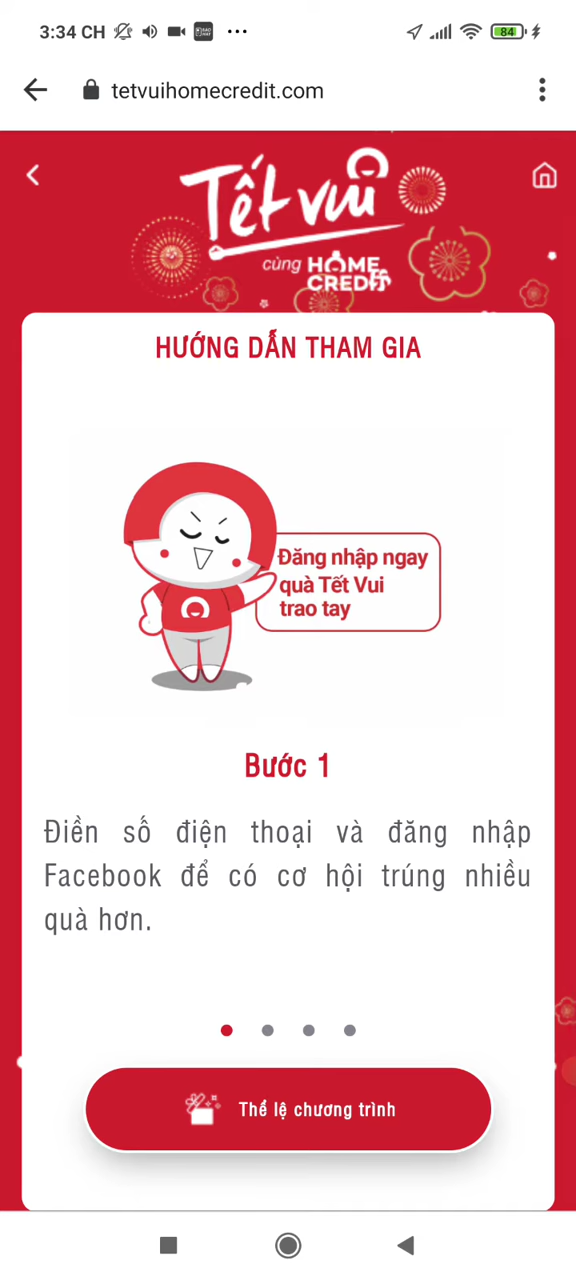 3:34 CH
84
tetvuihomecredit.com
Tết vui
cùng HOME
CREDIT
HƯỚNG DẪN THAM GIA
Đăng nhập ngay
quà Tết Vui
trao tay
Bước 1
Điền số điện thoại và đăng nhập
Facebook để có cơ hội trúng nhiều
quà hơn.
Thể lệ chương trình